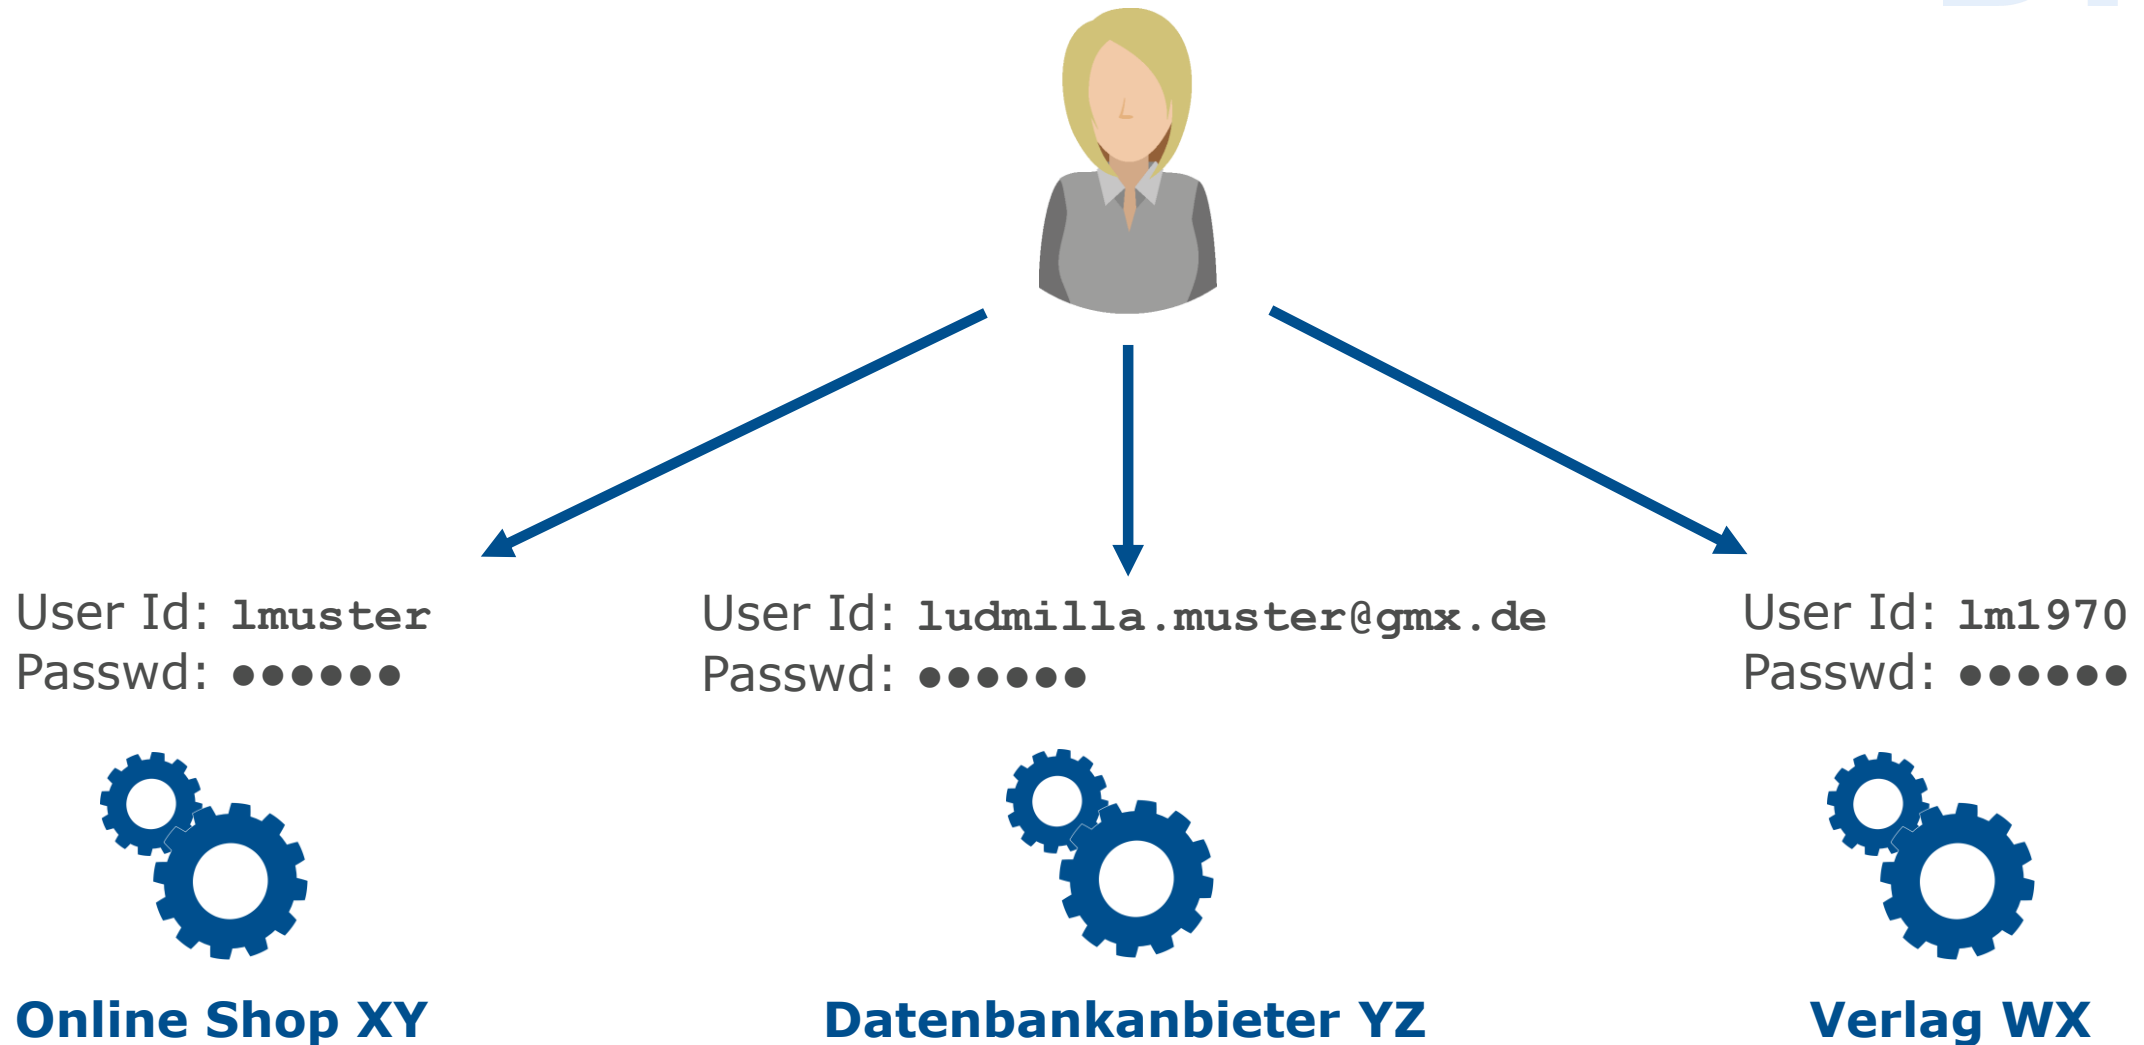 User Id: lmuster
Passwd: ●●●●●●
User Id: ludmilla.muster@gmx.de
Passwd: ●●●●●●
User Id: lm1970
Passwd: ●●●●●●
Online Shop XY
Datenbankanbieter YZ
Verlag WX